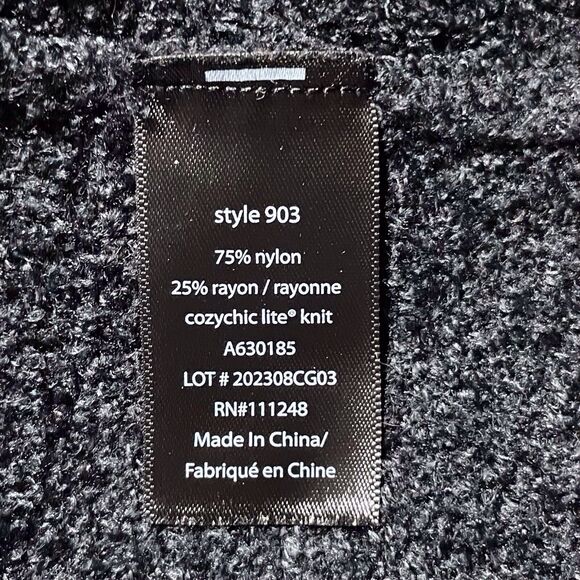 style 903
75% nylon
25% rayon / rayonne
cozychic lite® knit
A630185
LOT # 202308CG03
RN#111248
Made In China/
Fabriqué en Chine